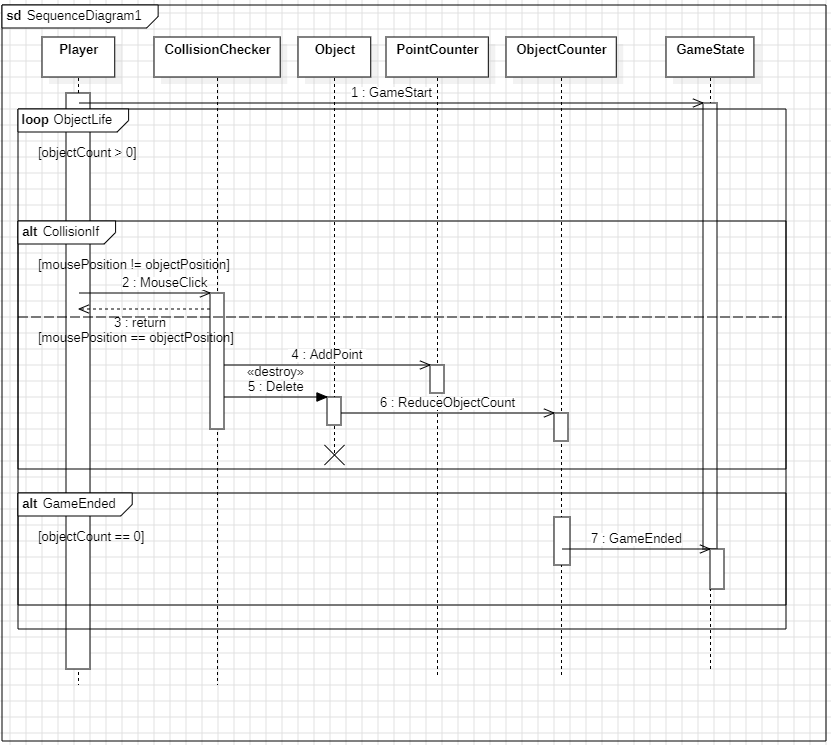 sd SequenceDiagram1
Player
CollisionChecker
Object
PointCounter
ObjectCounter
GameState
1 : GameStart
loop ObjectLife
[objectCount > 0]
alt CollisionIf
[mousePosition != objectPosition]
2 : MouseClick
3 : return
[mousePosition == objectPosition]
4 : AddPoint
«destroy»
5 : Delete
6 : ReduceObjectCount
alt GameEnded
[objectCount == 0]
7 : GameEnded